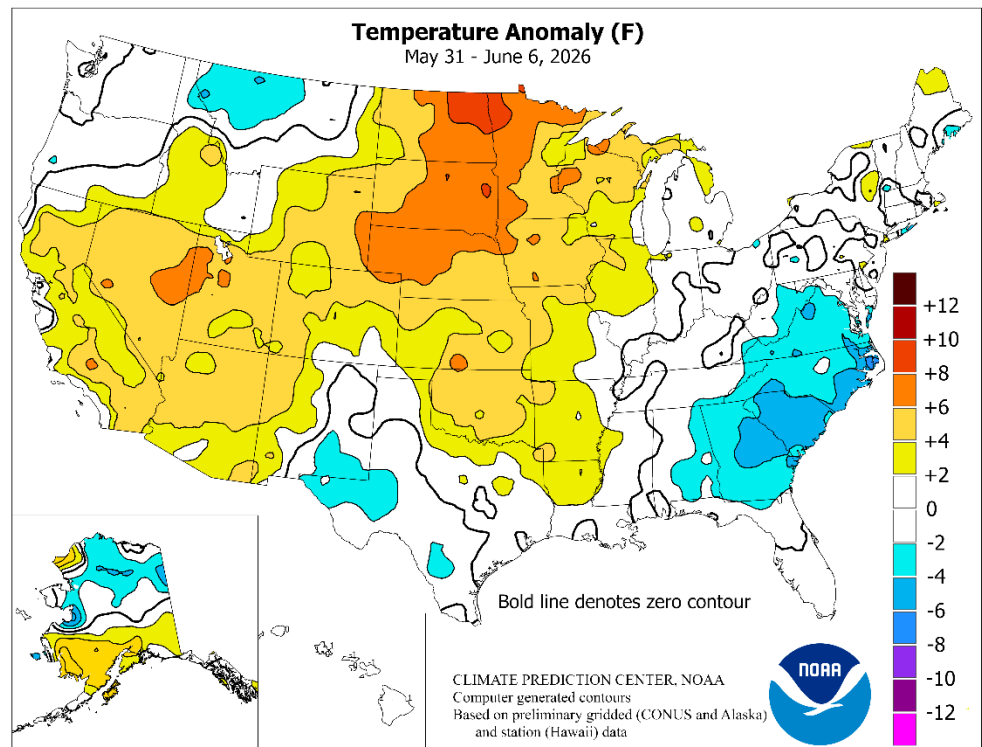 Temperature Anomaly (F)
May 31 - June 6, 2026
+12
+10
+8
+6
+4
+2
0
-2
-4
-6
-8
-10
-12
Bold line denotes zero contour
CLIMATE PREDICTION CENTER, NOAA
Computer generated contours
Based on preliminary gridded (CONUS and Alaska)
and station (Hawaii) data
NOAA